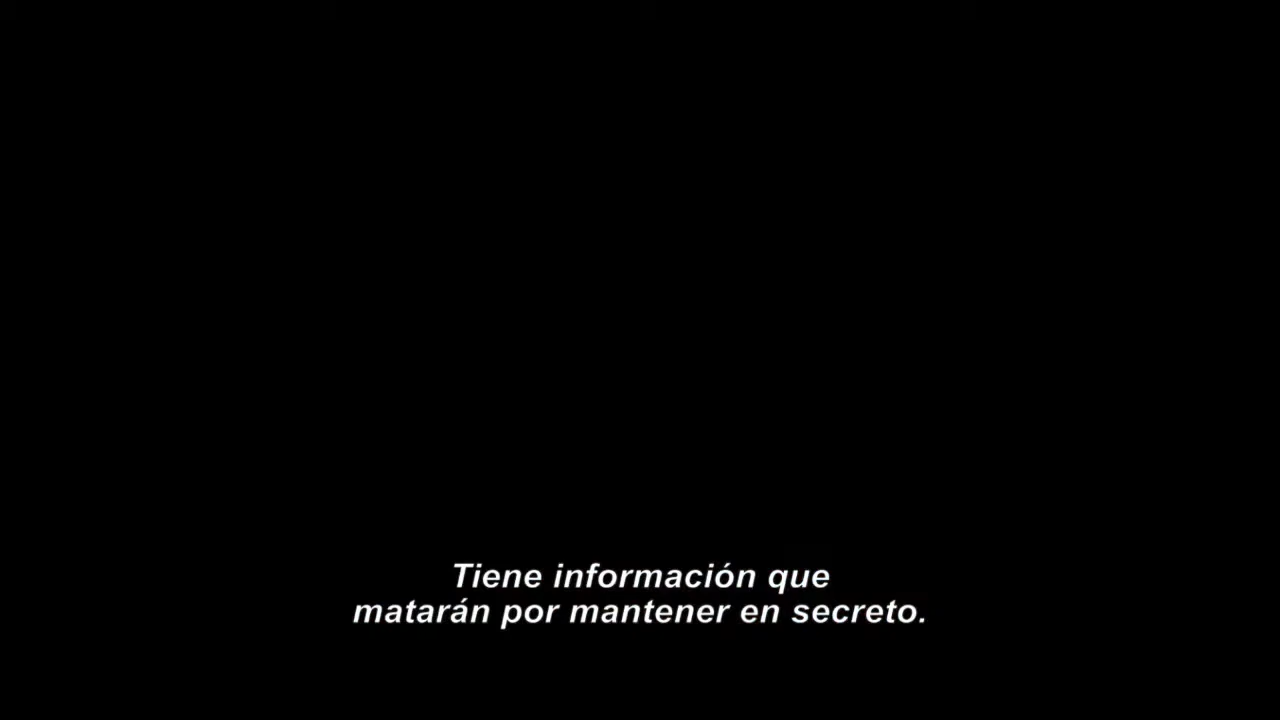 Tiene información que
matarán por mantener en secreto.